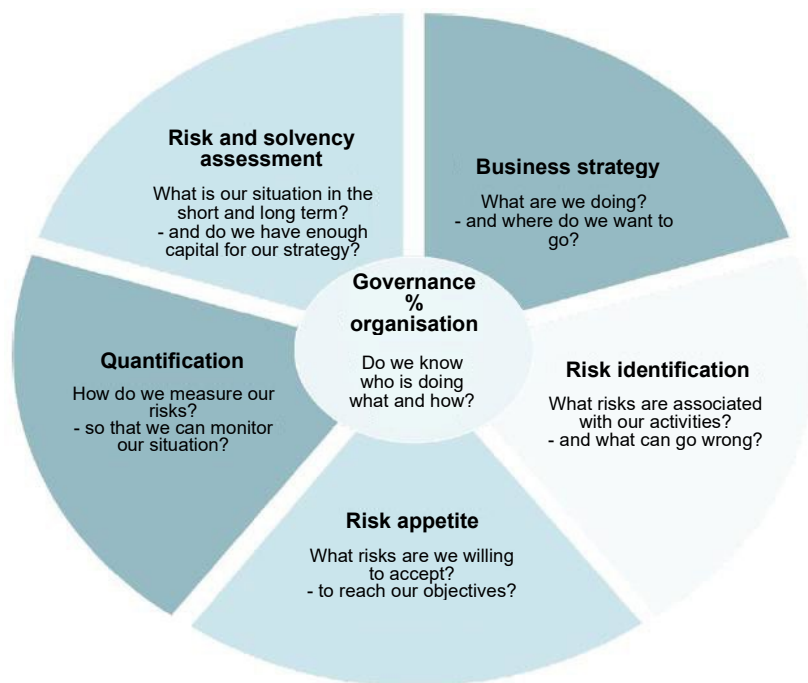 Risk and solvency
assessment
What is our situation in the
short and long term?
- and do we have enough
capital for our strategy?
Business strategy
What are we doing?
- and where do we want to
go?
Governance
%
organisation
Do we know
who is doing
what and how?
Quantification
How do we measure our
risks?
- so that we can monitor
our situation?
Risk identification
What risks are associated
with our activities?
- and what can go wrong?
Risk appetite
What risks are we willing
to accept?
- to reach our objectives?